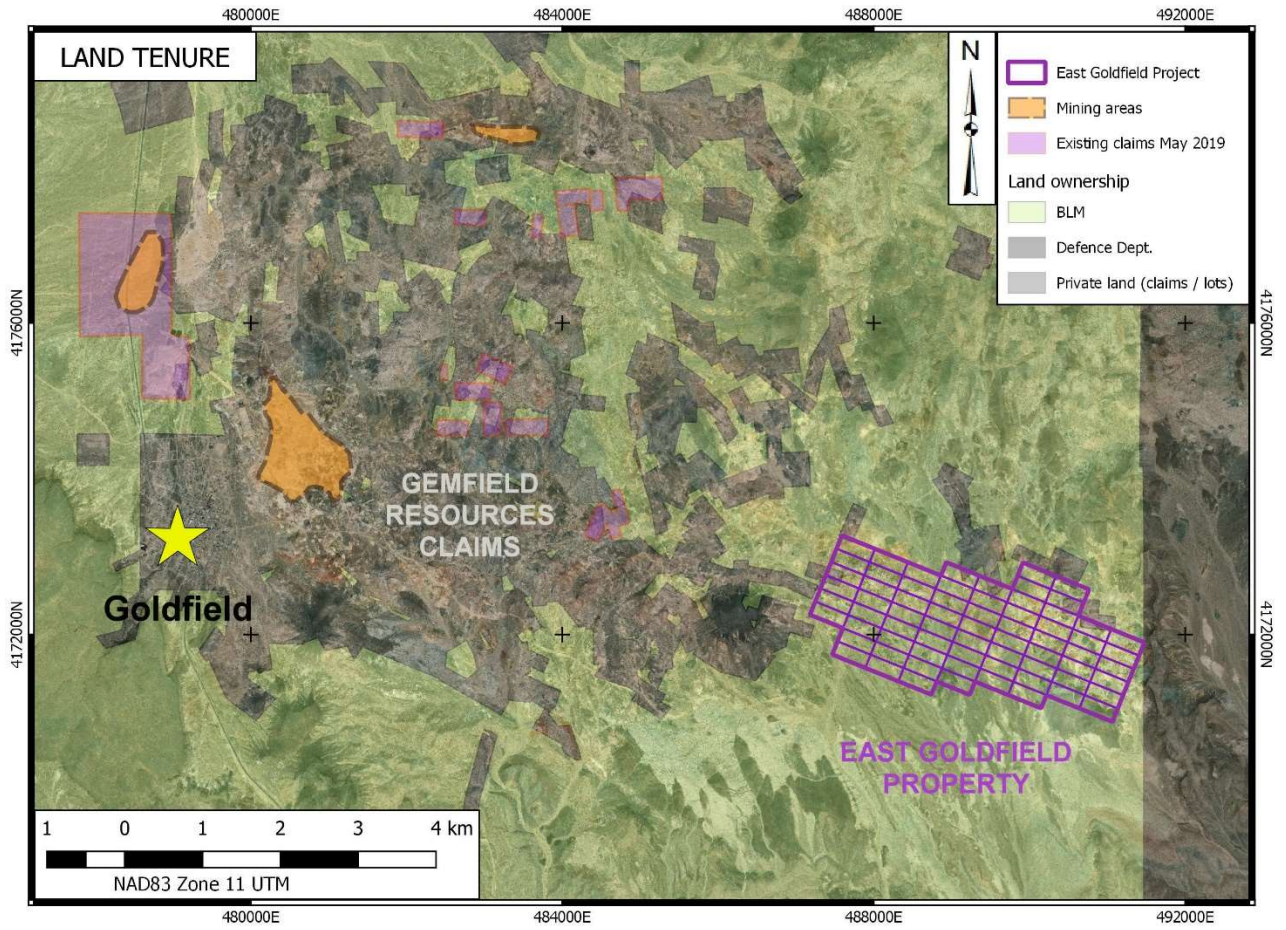 480000E
484000E
488000E
492000E
LAND TENURE
N
East Goldfield Project
Mining areas
Existing claims May 2019
Land ownership
BLM
Defence Dept.
Private land (claims / lots)
4176000N
4176000N
GEMFIELD
RESOURCES
CLAIMS
Goldfield
4172000N
4172000N
EAST GOLDFIELD
PROPERTY
1 0 1 2 3 4 km
NAD83 Zone 11 UTM
480000E
484000E
488000E
492000E